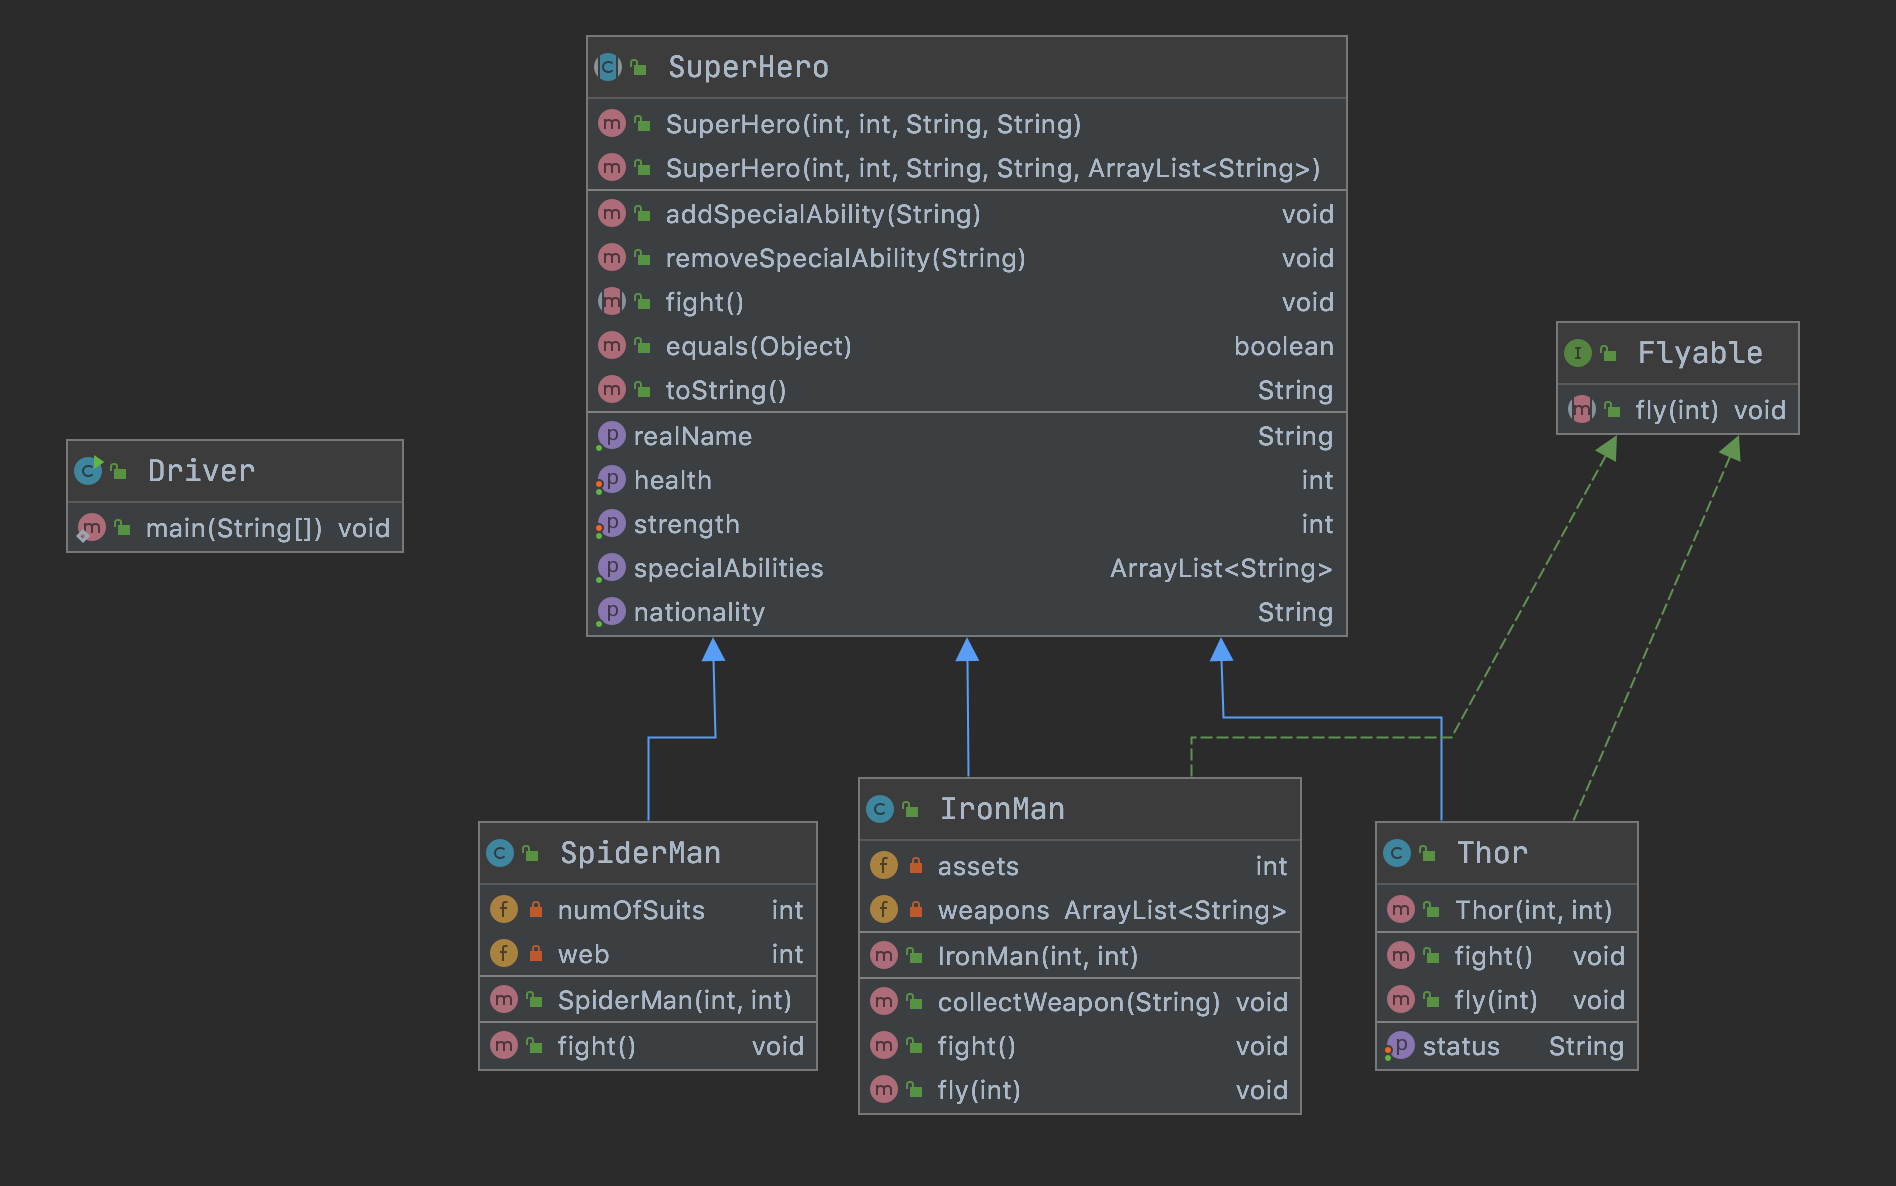 SuperHero
SuperHero(int, int, String, String)
SuperHero(int, int, String, String, ArrayList<String>)
addSpecialAbility(String) void
removeSpecialAbility(String) void
fight() void
equals(Object) boolean
toString() String
realName String
health int
strength int
specialAbilities ArrayList<String>
nationality String
Flyable
fly(int) void
Driver
main(String[]) void
SpiderMan
numOfSuits int
web int
SpiderMan(int, int)
fight() void
IronMan
assets int
weapons ArrayList<String>
IronMan(int, int)
collectWeapon(String) void
fight() void
fly(int) void
Thor
Thor(int, int)
fight() void
fly(int) void
status String